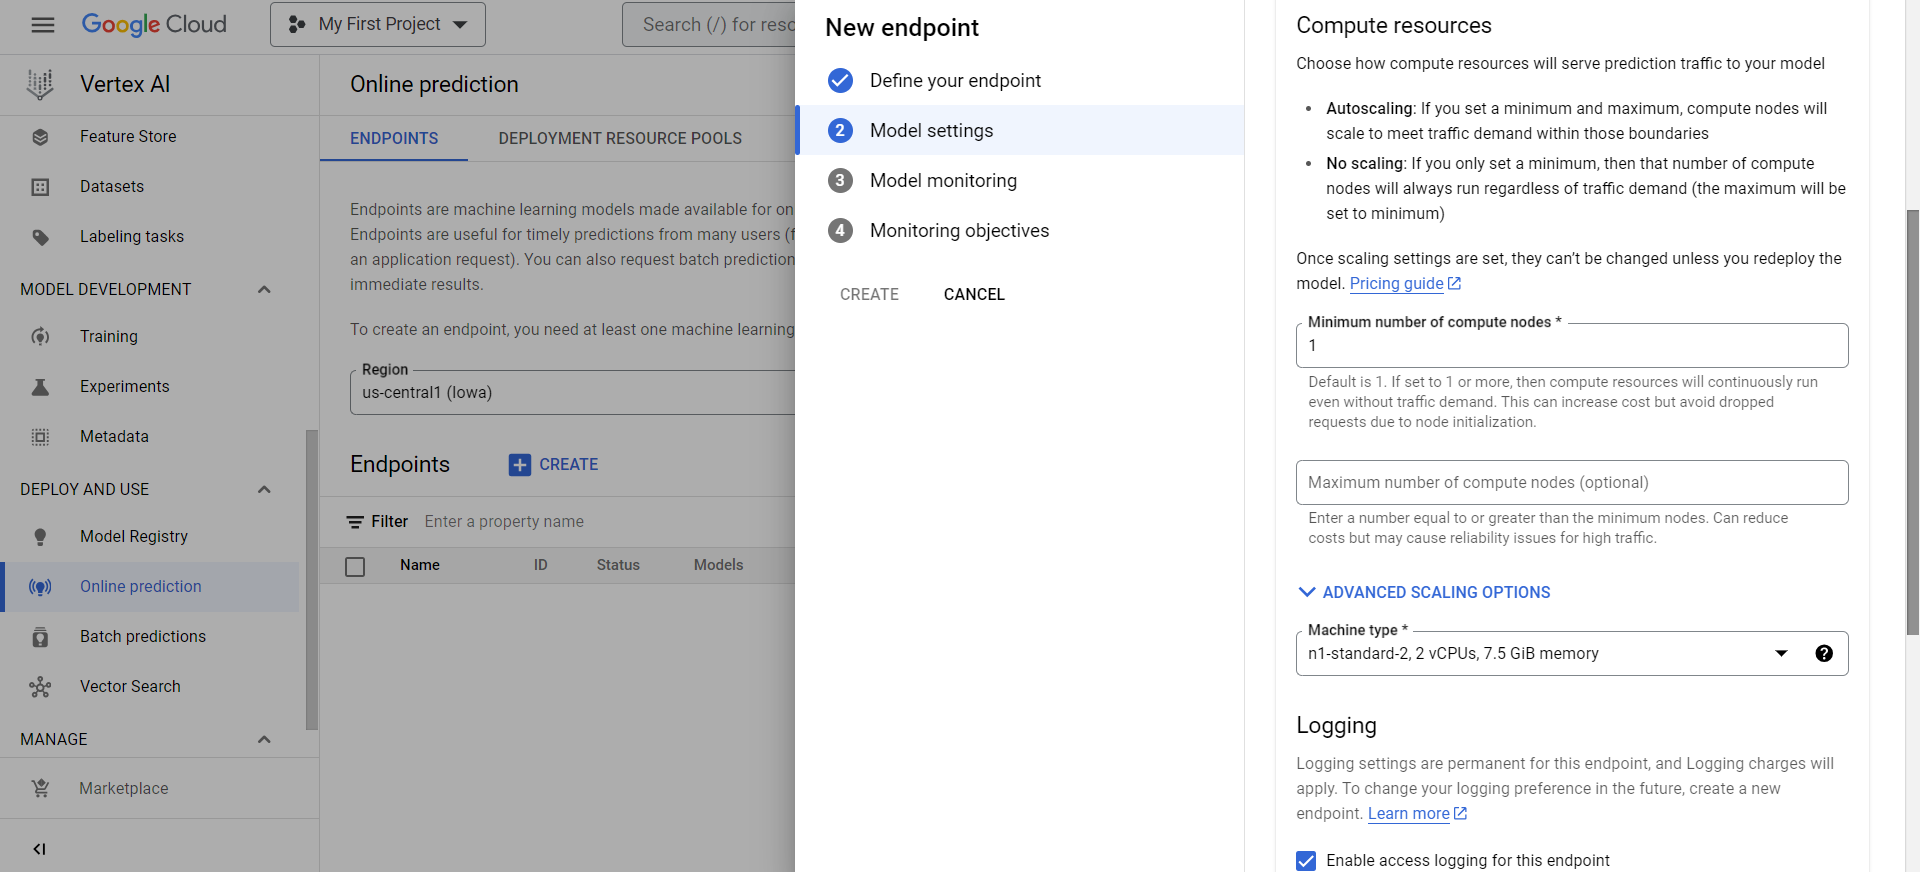 Google Cloud
My First Project
Search (/) for reso
Vertex AI
Feature Store
Datasets
Labeling tasks
MODEL DEVELOPMENT
Training
Experiments
Metadata
DEPLOY AND USE
Model Registry
Online prediction
Batch predictions
Vector Search
MANAGE
Marketplace
Online prediction
ENDPOINTS
DEPLOYMENT RESOURCE POOLS
Endpoints are machine learning models made available for on
Endpoints are useful for timely predictions from many users (f
an application request). You can also request batch prediction
immediate results.
To create an endpoint, you need at least one machine learning
Region
us-central1 (Iowa)
Endpoints
CREATE
Filter
Enter a property name
Name
ID
Status
Models
New endpoint
Define your endpoint
2 Model settings
3 Model monitoring
4 Monitoring objectives
CREATE
CANCEL
Compute resources
Choose how compute resources will serve prediction traffic to your model
• Autoscaling: If you set a minimum and maximum, compute nodes will
scale to meet traffic demand within those boundaries
• No scaling: If you only set a minimum, then that number of compute
nodes will always run regardless of traffic demand (the maximum will be
set to minimum)
Once scaling settings are set, they can't be changed unless you redeploy the
model. Pricing guide
Minimum number of compute nodes *
1
Default is 1. If set to 1 or more, then compute resources will continuously run
even without traffic demand. This can increase cost but avoid dropped
requests due to node initialization.
Maximum number of compute nodes (optional)
Enter a number equal to or greater than the minimum nodes. Can reduce
costs but may cause reliability issues for high traffic.
ADVANCED SCALING OPTIONS
Machine type *
n1-standard-2, 2 vCPUs, 7.5 GiB memory
Logging
Logging settings are permanent for this endpoint, and Logging charges will
apply. To change your logging preference in the future, create a new
endpoint. Learn more
Enable access logging for this endpoint